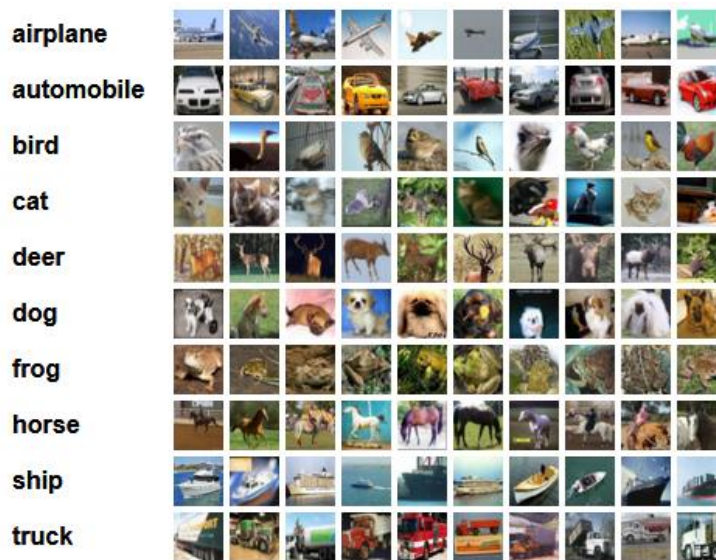 airplane
automobile
bird
cat
deer
dog
frog
horse
ship
truck